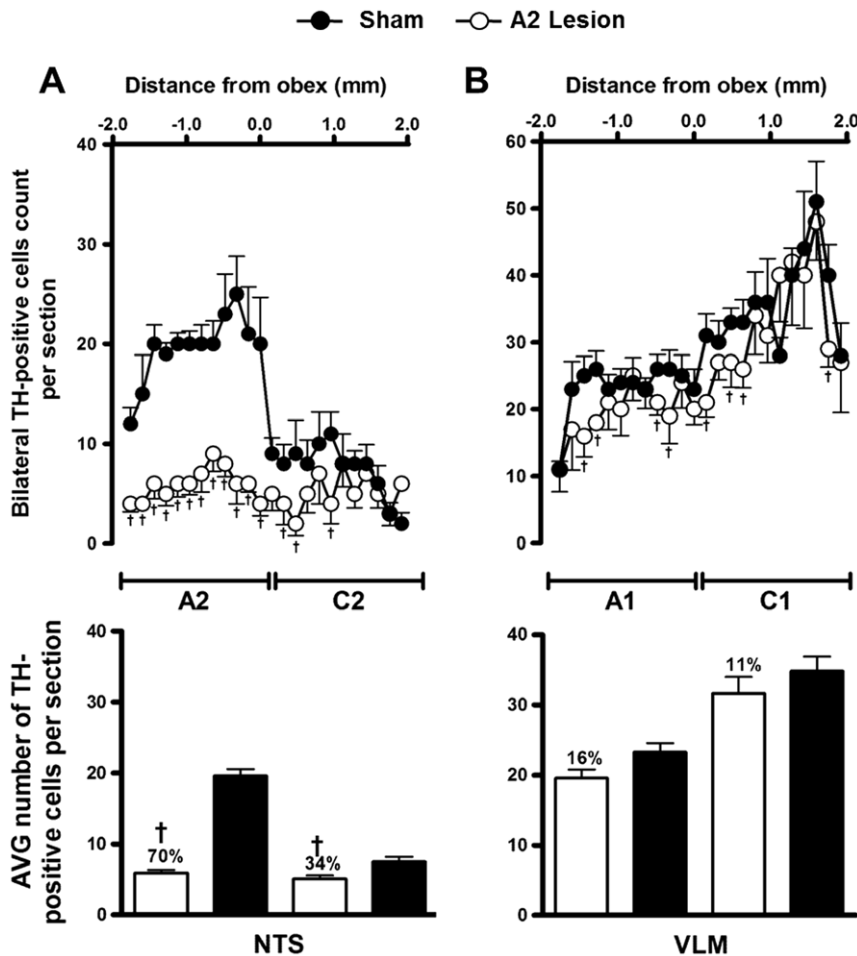 Sham A2 Lesion
A B
Distance from obex (mm) Distance from obex (mm)
-2.0 -1.0 0.0 1.0 2.0 -2.0 -1.0 0.0 1.0 2.0
Bilateral TH-positive cells count
per section
40
30
20
10
0
60
50
40
30
20
10
0
† † † † † † † † † † † † †
† † † † † † † †
A2 C2 A1 C1
AVG number of TH-
positive cells per section
40
30
20
10
0
†
70%
†
34%
NTS
40
30
20
10
0
16%
11%
VLM